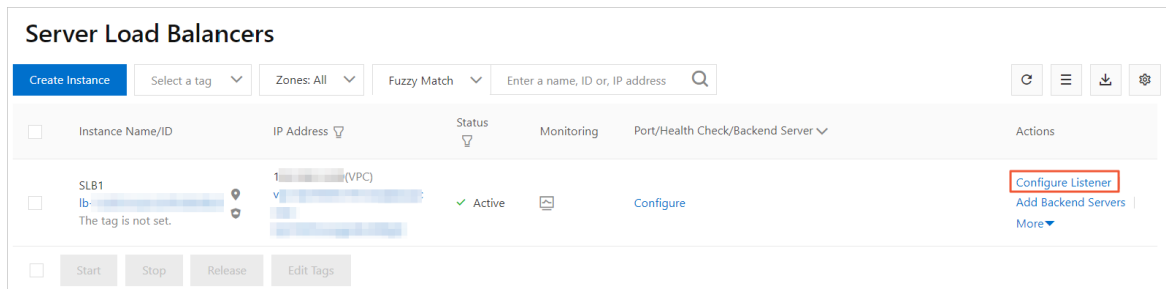 Server Load Balancers
Create Instance Select a tag Zones: All Fuzzy Match Enter a name, ID or, IP address
Instance Name/ID IP Address Status Monitoring Port/Health Check/Backend Server Actions
SLB1
lb-
The tag is not set.
1 (VPC)
v
Active
Configure
Configure Listener
Add Backend Servers
More
Start Stop Release Edit Tags